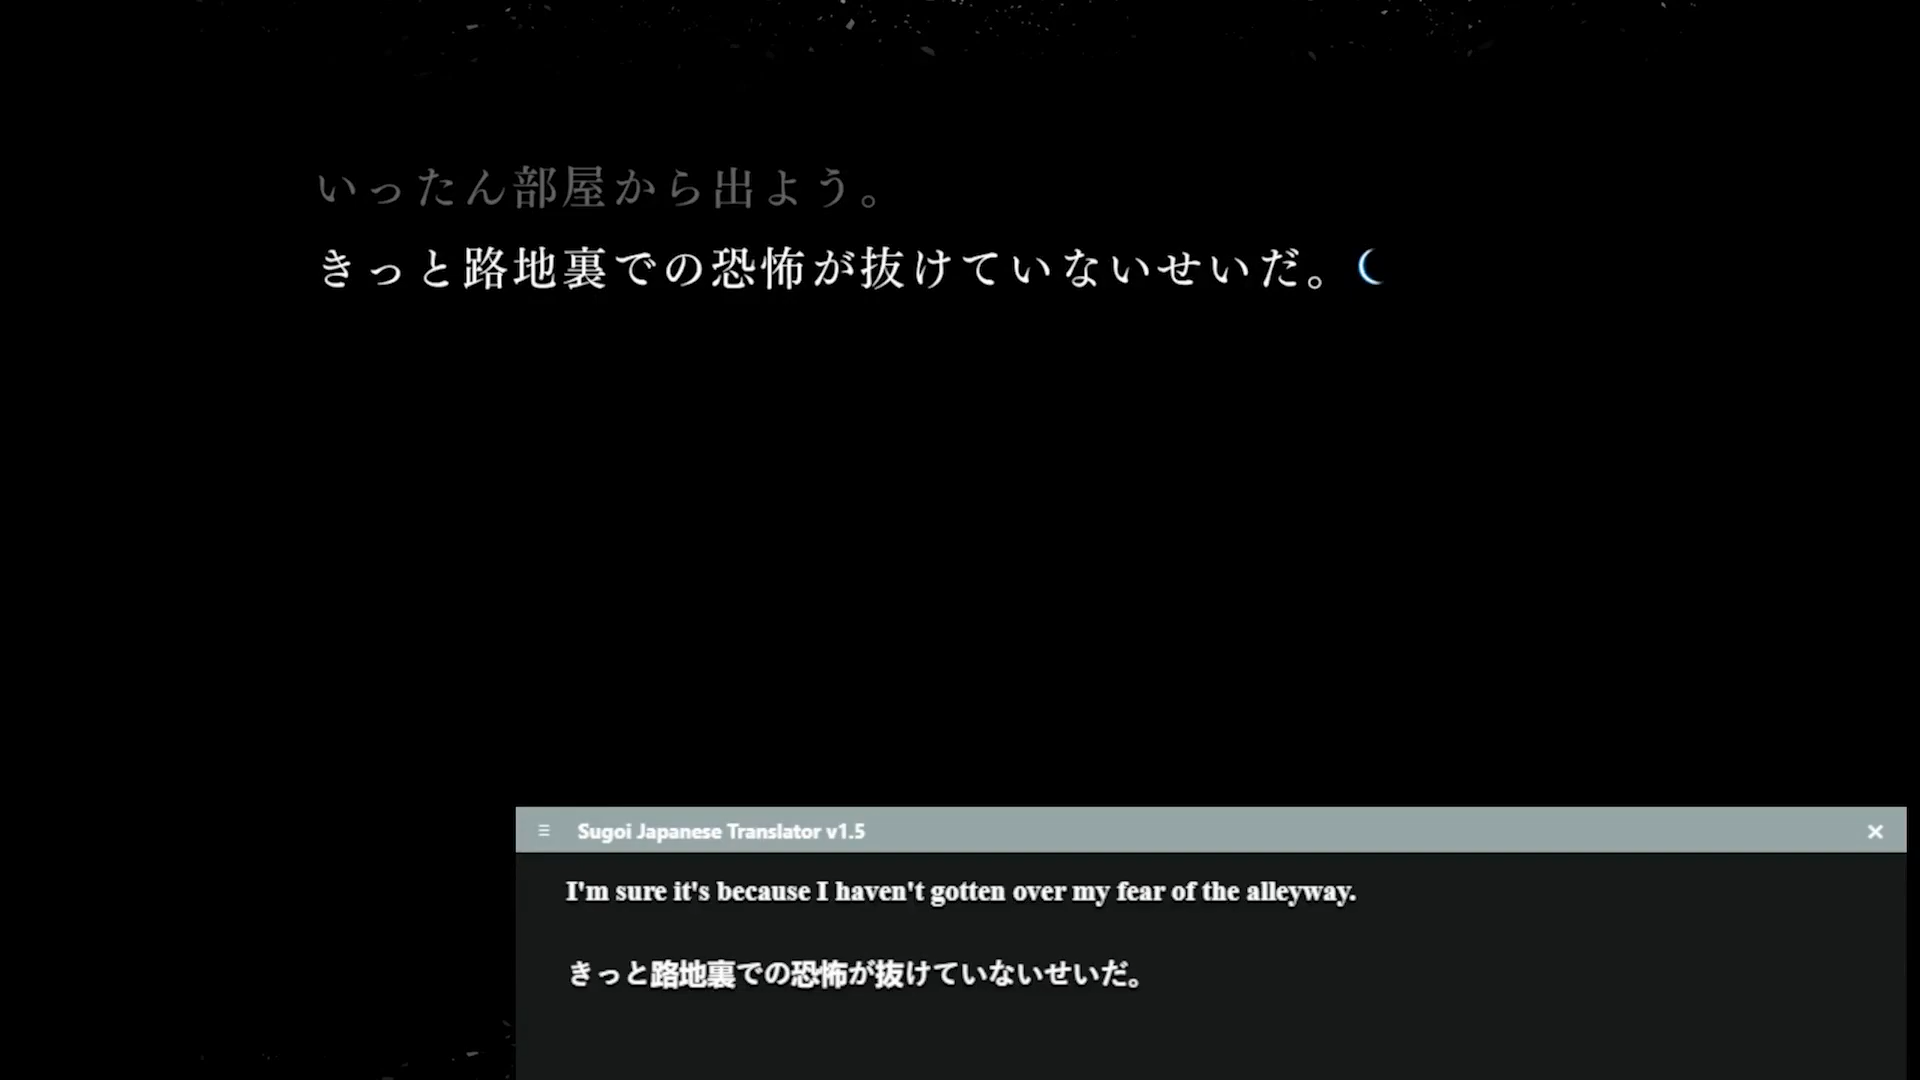 いったん部屋から出よう。
きっと路地裏での恐怖が抜けていないせいだ。
Sugoi Japanese Translator v1.5
I'm sure it's because I haven't gotten over my fear of the alleyway.
きっと路地裏での恐怖が抜けていないせいだ。